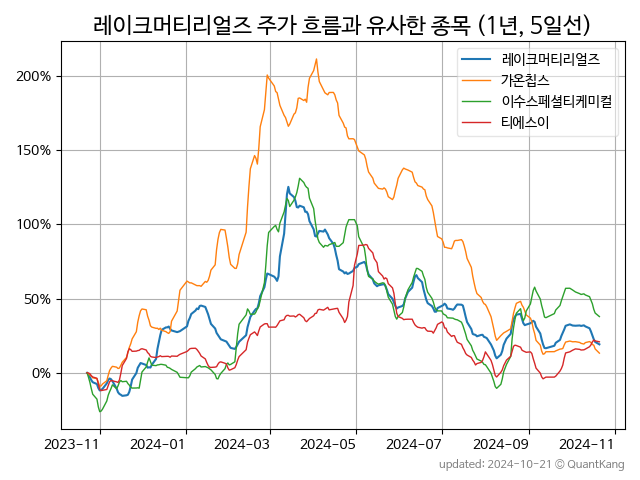 레이크머티리얼즈 주가 흐름과 유사한 종목 (1년, 5일선)
레이크머티리얼즈
가온칩스
이수스페셜티케미컬
티에스이
200%
150%
100%
50%
0%
2023-11 2024-01 2024-03 2024-05 2024-07 2024-09 2024-11
updated: 2024-10-21 © QuantKang